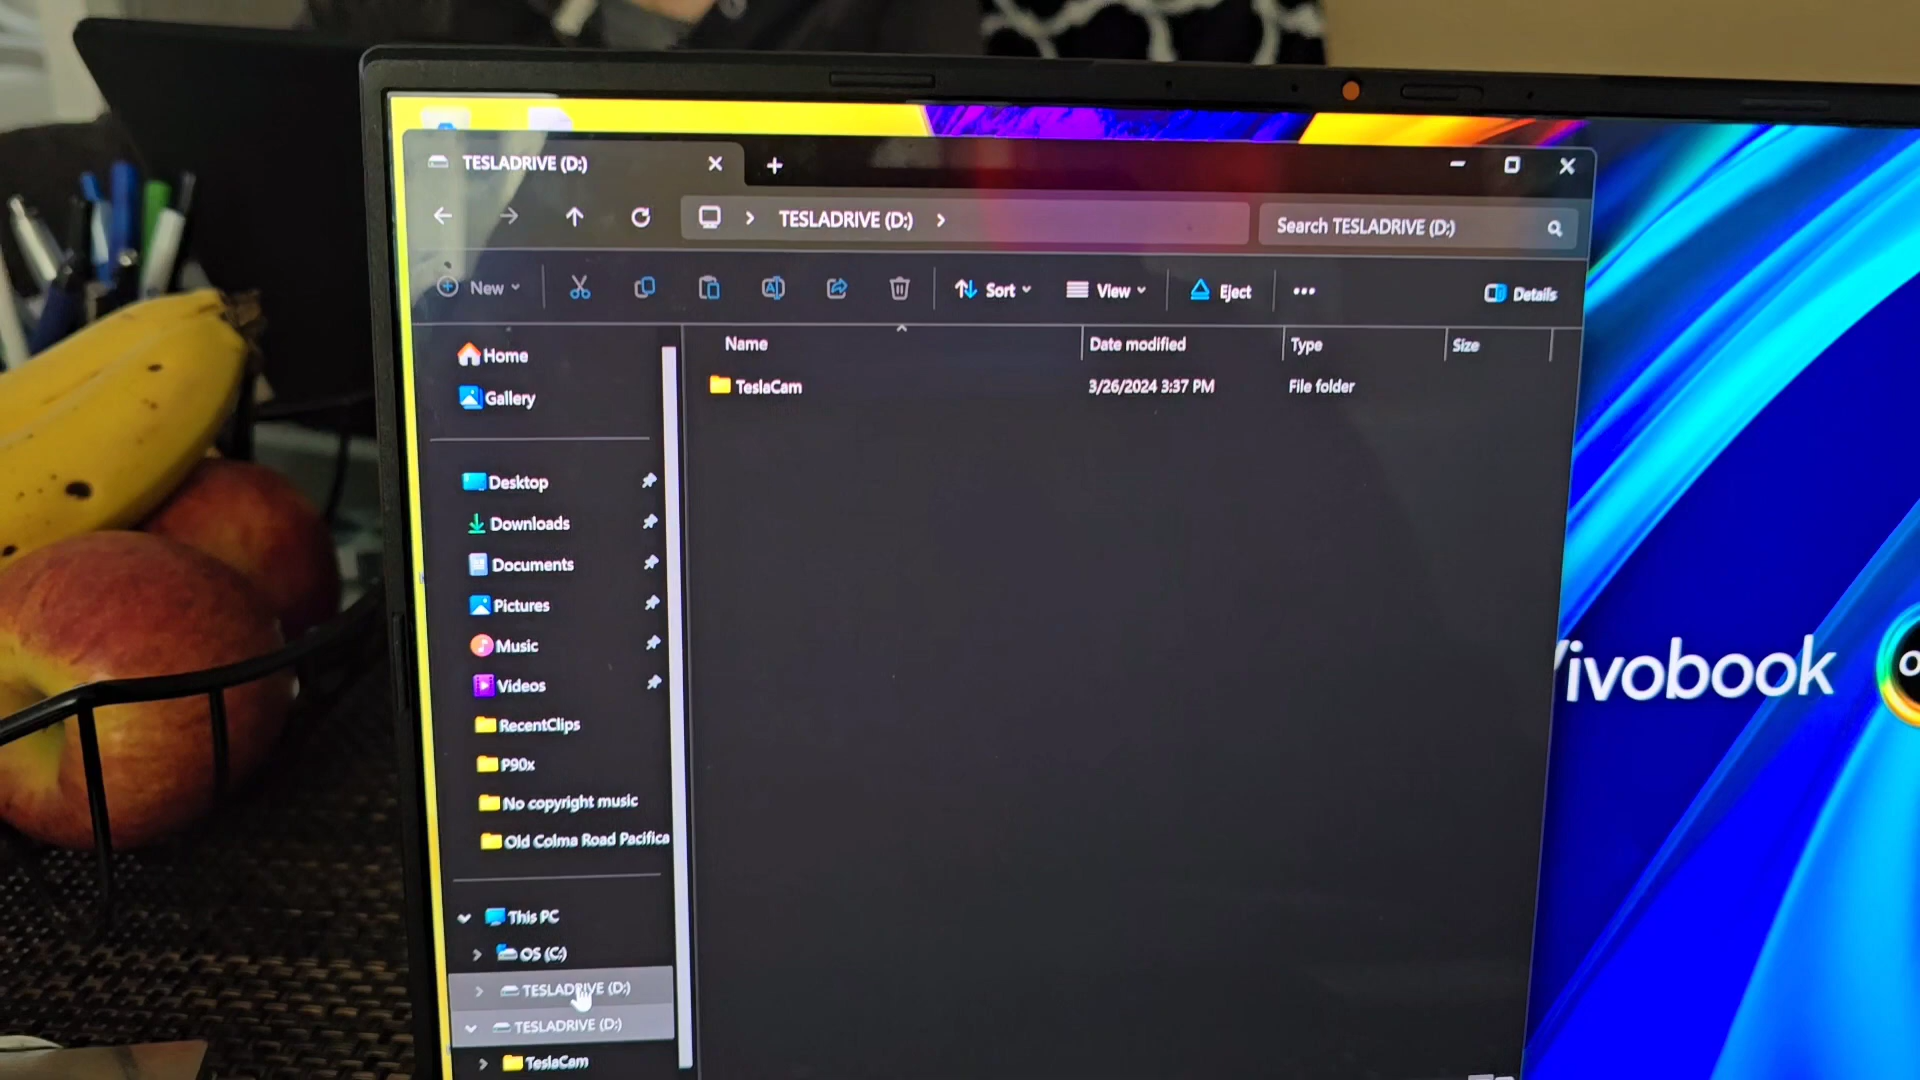 TESLADRIVE (D:)
TESLADRIVE (D:)
Search TESLADRIVE (D:)
New
Sort
View
Eject
Details
Name
Date modified
Type
Size
TeslaCam
3/26/2024 3:37 PM
File folder
Home
Gallery
Desktop
Downloads
Documents
Pictures
Music
Videos
RecentClips
P90x
No copyright music
Old Colma Road Pacifica
This PC
OS (C:)
TESLADRIVE (D:)
TESLADRIVE (D:)
TeslaCam
ivobook